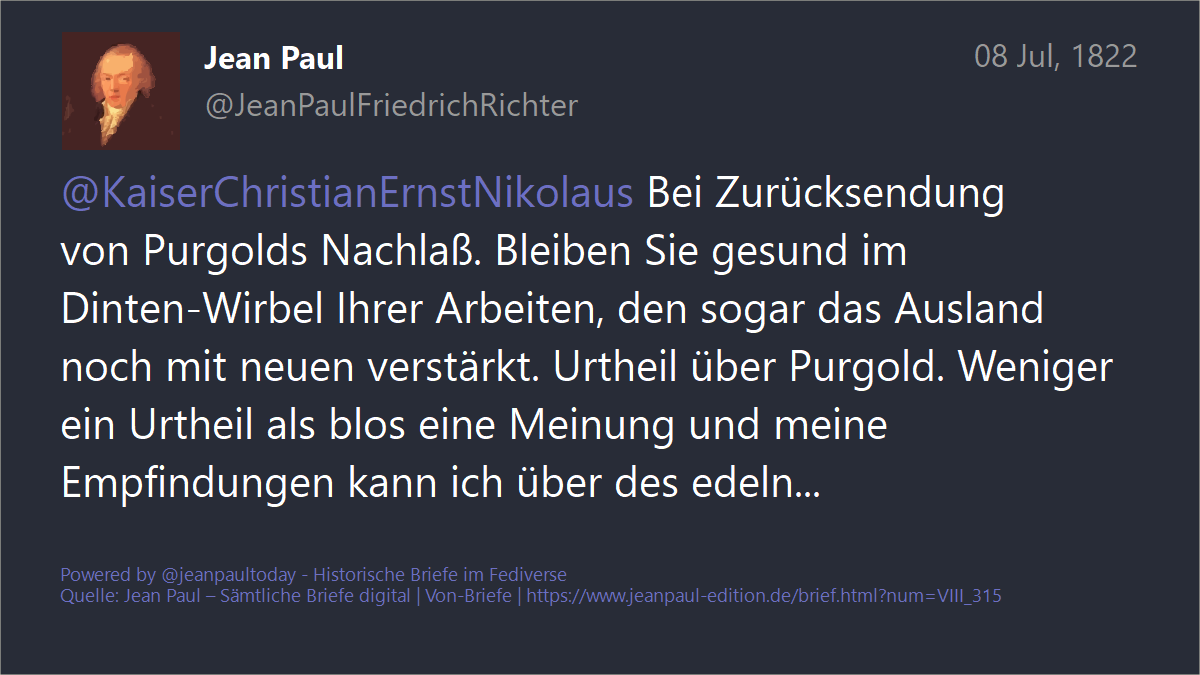 Jean Paul
08 Jul, 1822
@JeanPaulFriedrichRichter
@KaiserChristianErnstNikolaus Bei Zurücksendung
von Purgolds Nachlaß. Bleiben Sie gesund im
Dinten-Wirbel Ihrer Arbeiten, den sogar das Ausland
noch mit neuen verstärkt. Urtheil über Purgold. Weniger
ein Urtheil als blos eine Meinung und meine
Empfindungen kann ich über des edeln...
Powered by @jeanpaultoday - Historische Briefe im Fediverse
Quelle: Jean Paul – Sämtliche Briefe digital | Von-Briefe | https://www.jeanpaul-edition.de/brief.html?num=VIII_315